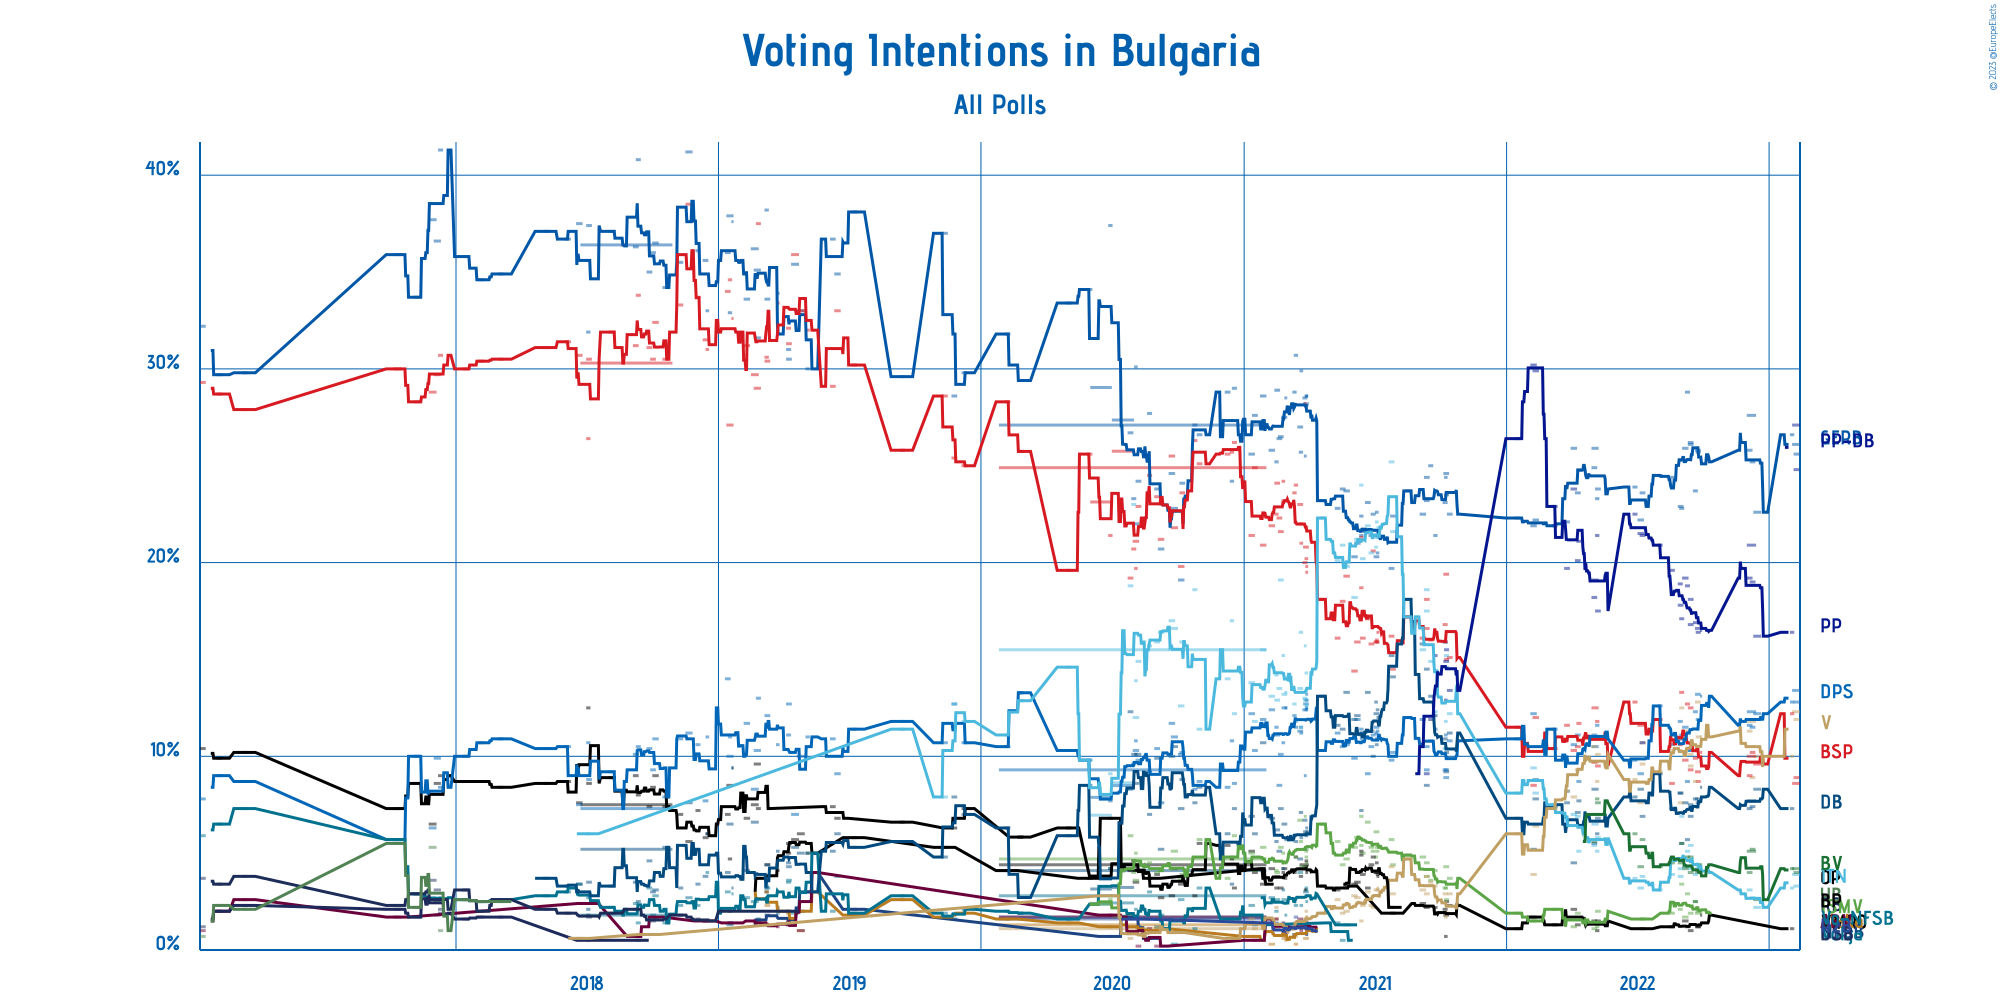 Voting Intentions in Bulgaria
All Polls
© 2023 @EuropeElects
40%
30%
20%
10%
0%
PP-DB
PP
DPS
V
BSP
DB
BV
2018
2019
2020
2021
2022